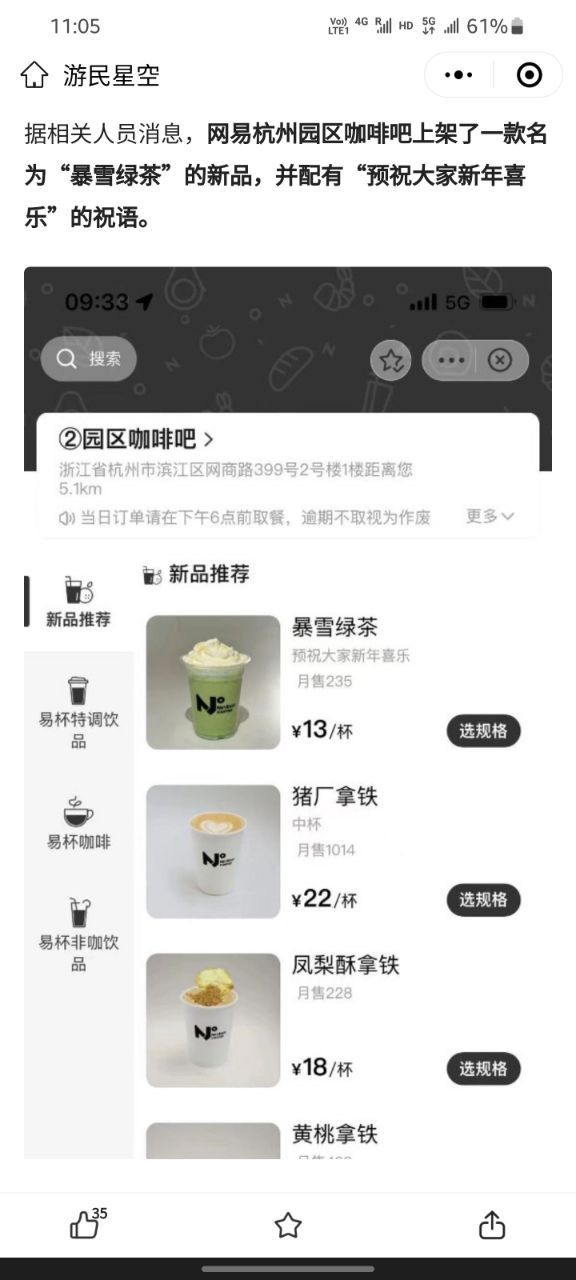 11:05
Vo)) LTE1 4G R HD 5G 61%
游民星空
据相关人员消息，网易杭州园区咖啡吧上架了一款名
为“暴雪绿茶”的新品，并配有“预祝大家新年喜
乐”的祝语。
09:33
5G
搜索
②园区咖啡吧 >
浙江省杭州市滨江区网商路399号2号楼1楼距离您
5.1km
当日订单请在下午6点前取餐，逾期不取视为作废
更多
新品推荐
新品推荐
暴雪绿茶
预祝大家新年喜乐
月售235
¥13/杯
选规格
易杯特调饮
品
猪厂拿铁
中杯
月售1014
¥22/杯
选规格
易杯咖啡
易杯非咖饮
品
凤梨酥拿铁
月售228
¥18/杯
选规格
黄桃拿铁
35